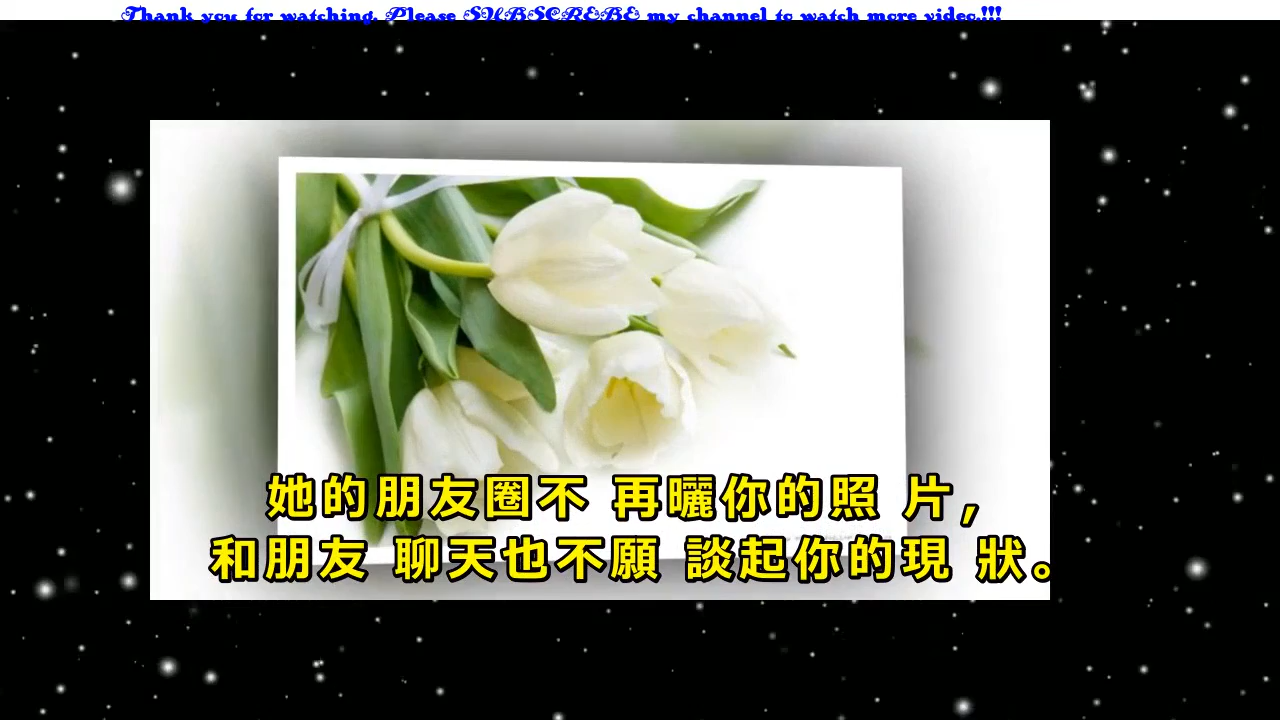 Thank you for watching. Please SUBSCREBE my channel to watch more video!!!
她的朋友圈不 再曬你的照 片，
和朋友 聊天也不願 談起你的現 狀。